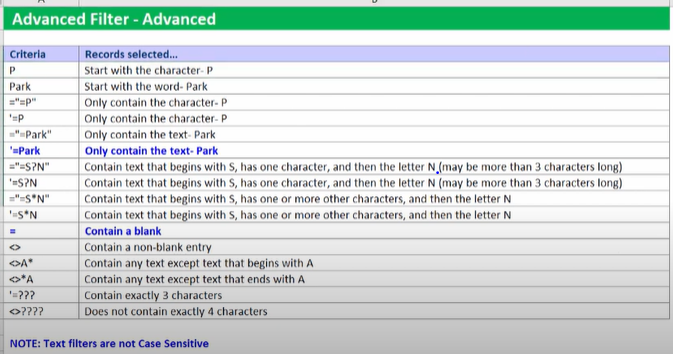 Advanced Filter - Advanced
Criteria Records selected...
P Start with the character- P
Park Start with the word- Park
="=P" Only contain the character- P
'=P Only contain the character- P
="=Park" Only contain the text- Park
'=Park Only contain the text- Park
="=S?N" Contain text that begins with S, has one character, and then the letter N (may be more than 3 characters long)
'=S?N Contain text that begins with S, has one character, and then the letter N (may be more than 3 characters long)
="=S*N" Contain text that begins with S, has one or more other characters, and then the letter N
'=S*N Contain text that begins with S, has one or more other characters, and then the letter N
= Contain a blank
<> Contain a non-blank entry
<>A* Contain any text except text that begins with A
<>*A Contain any text except text that ends with A
'=??? Contain exactly 3 characters
<>???? Does not contain exactly 4 characters
NOTE: Text filters are not Case Sensitive